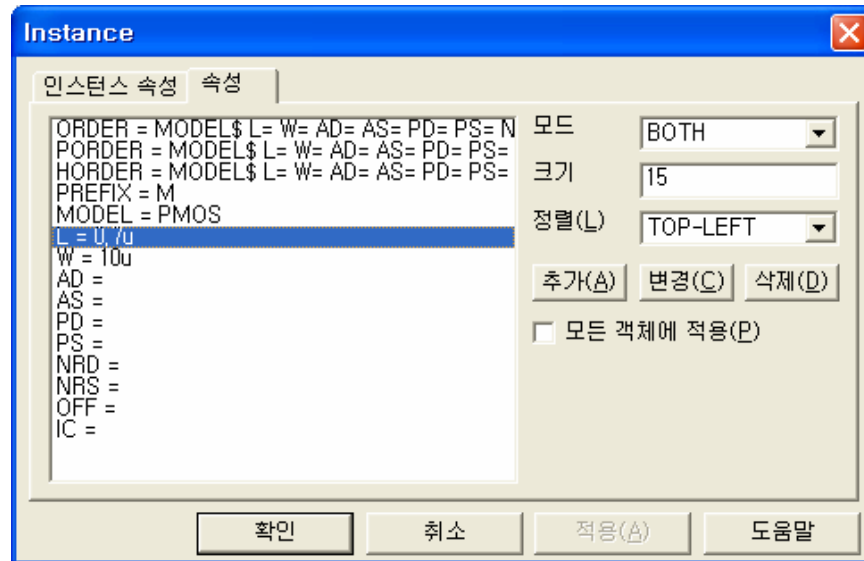 Instance
인스턴스 속성 속성
ORDER = MODEL$ L= W= AD= AS= PD= PS= N
PORDER = MODEL$ L= W= AD= AS= PD= PS=
HORDER = MODEL$ L= W= AD= AS= PD= PS=
PREFIX = M
MODEL = PMOS
L = 0,7u
W = 10u
AD =
AS =
PD =
PS =
NRD =
NRS =
OFF =
IC =
모드 BOTH
크기 15
정렬(L) TOP-LEFT
추가(A) 변경(C) 삭제(D)
모든 객체에 적용(P)
확인 취소 적용(A) 도움말